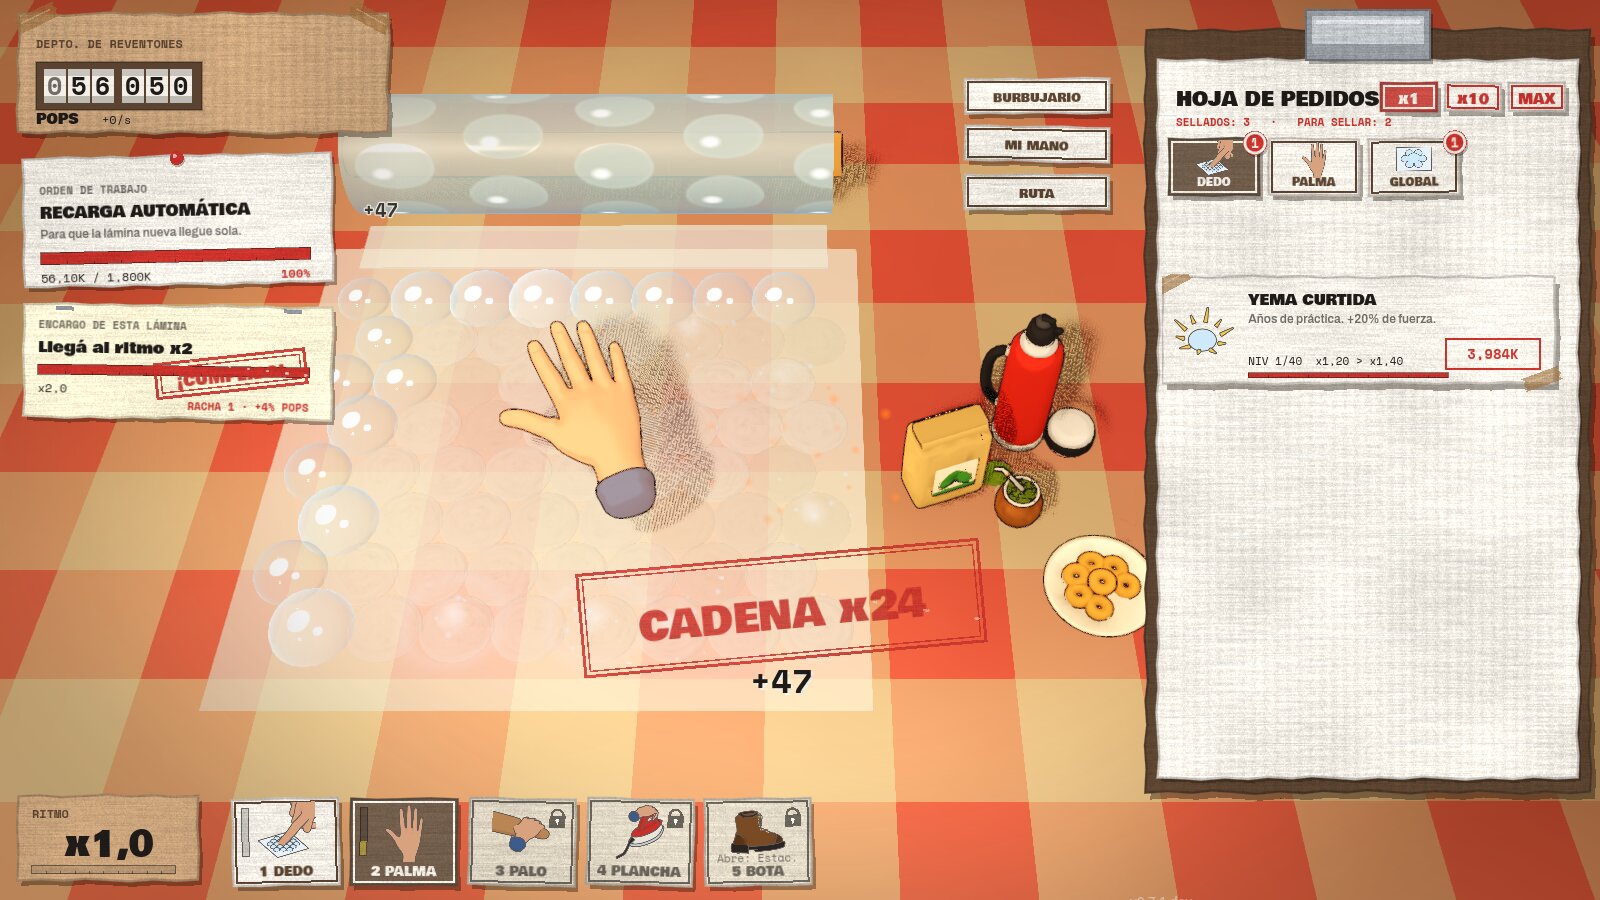 DEPTO. DE REVENTONES
056 050
POPS +0/s
ORDEN DE TRABAJO
RECARGA AUTOMÁTICA
Para que la lámina nueva llegue sola.
56,10K / 1,800K 100%
ENCARGO DE ESTA LÁMINA
Llegá al ritmo x2
x2,0
RACHA 1 · +4% POPS
+47
BURBUJARIO
MI MANO
RUTA
HOJA DE PEDIDOS
x1
x10
MAX
SELLADOS: 3 · PARA SELLAR: 2
DEDO
1
PALMA
GLOBAL
1
YEMA CURTIDA
Años de práctica. +20% de fuerza.
NIV 1/40 x1,20 > x1,40
3,984K
CADENA x24
+47
RITMO
x1,0
1 DEDO
2 PALMA
3 PALO
4 PLANCHA
Abre: Estac.
5 BOTA